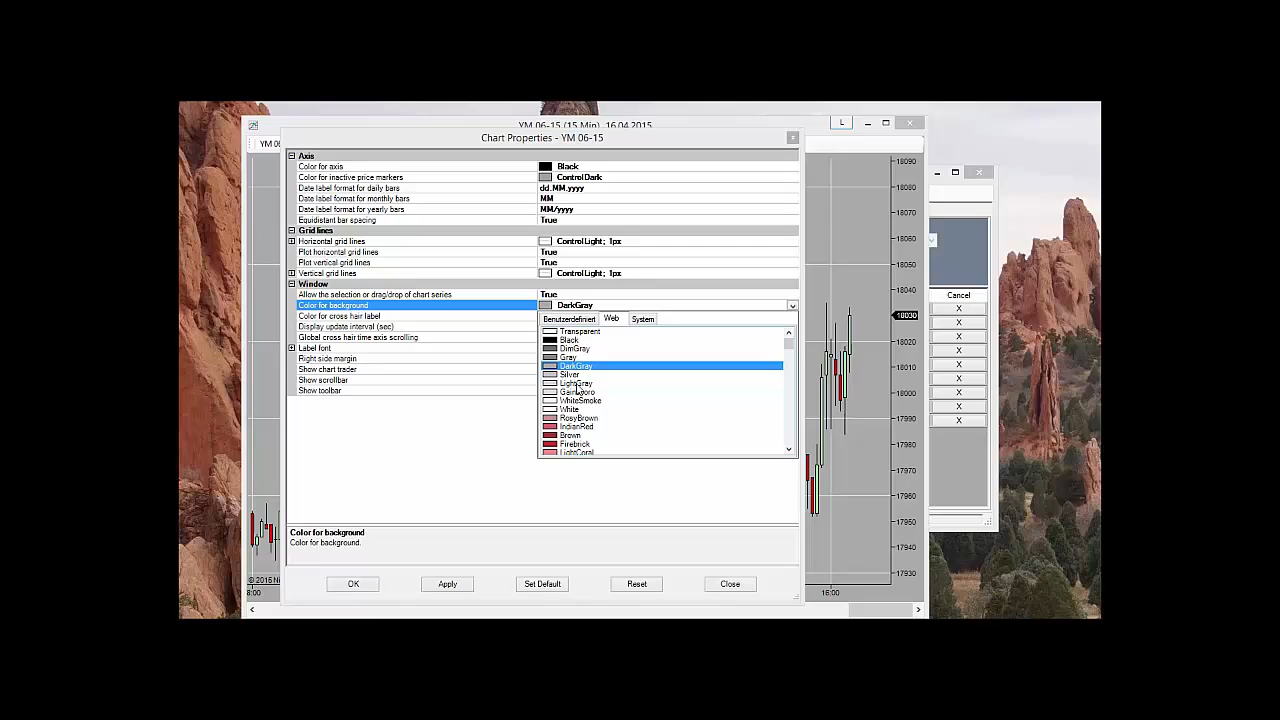 YM 06-15 (15 Min) 16.04.2015
L
Chart Properties - YM 06-15
YM 06
Axis
Color for axis Black
Color for inactive price markers ControlDark
Date label format for daily bars dd.MM.yyyy
Date label format for monthly bars MM
Date label format for yearly bars MM/yyyy
Equidistant bar spacing True
Grid lines
Horizontal grid lines ControlLight; 1px
Plot horizontal grid lines True
Plot vertical grid lines True
Vertical grid lines ControlLight; 1px
Window
Allow the selection or drag/drop of chart series True
Color for background DarkGray
Color for cross hair label
Display update interval (sec)
Global cross hair time axis scrolling
Label font
Right side margin
Show chart trader
Show scrollbar
Show toolbar
Benutzerdefiniert Web System
Transparent
Black
DimGray
Gray
DarkGray
Silver
LightGray
Gainsboro
WhiteSmoke
White
RosyBrown
IndianRed
Brown
Firebrick
LightCoral
Color for background
Color for background.
OK Apply Set Default Reset Close
18090
18080
18070
18060
18050
18040
18030
18020
18010
18000
17990
17980
17970
17960
17950
17940
17930
16:00
Cancel
X
X
X
X
X
X
X
X
X